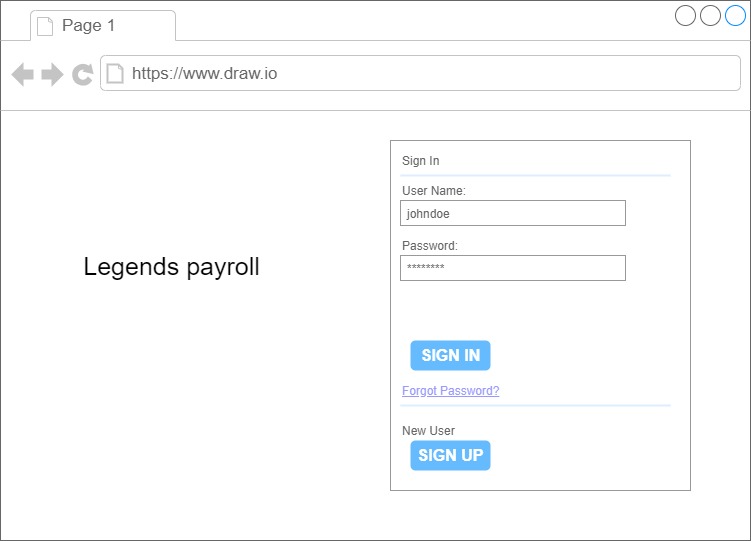 Page 1
https://www.draw.io
Legends payroll
Sign In
User Name:
johndoe
Password:
********
SIGN IN
Forgot Password?
New User
SIGN UP